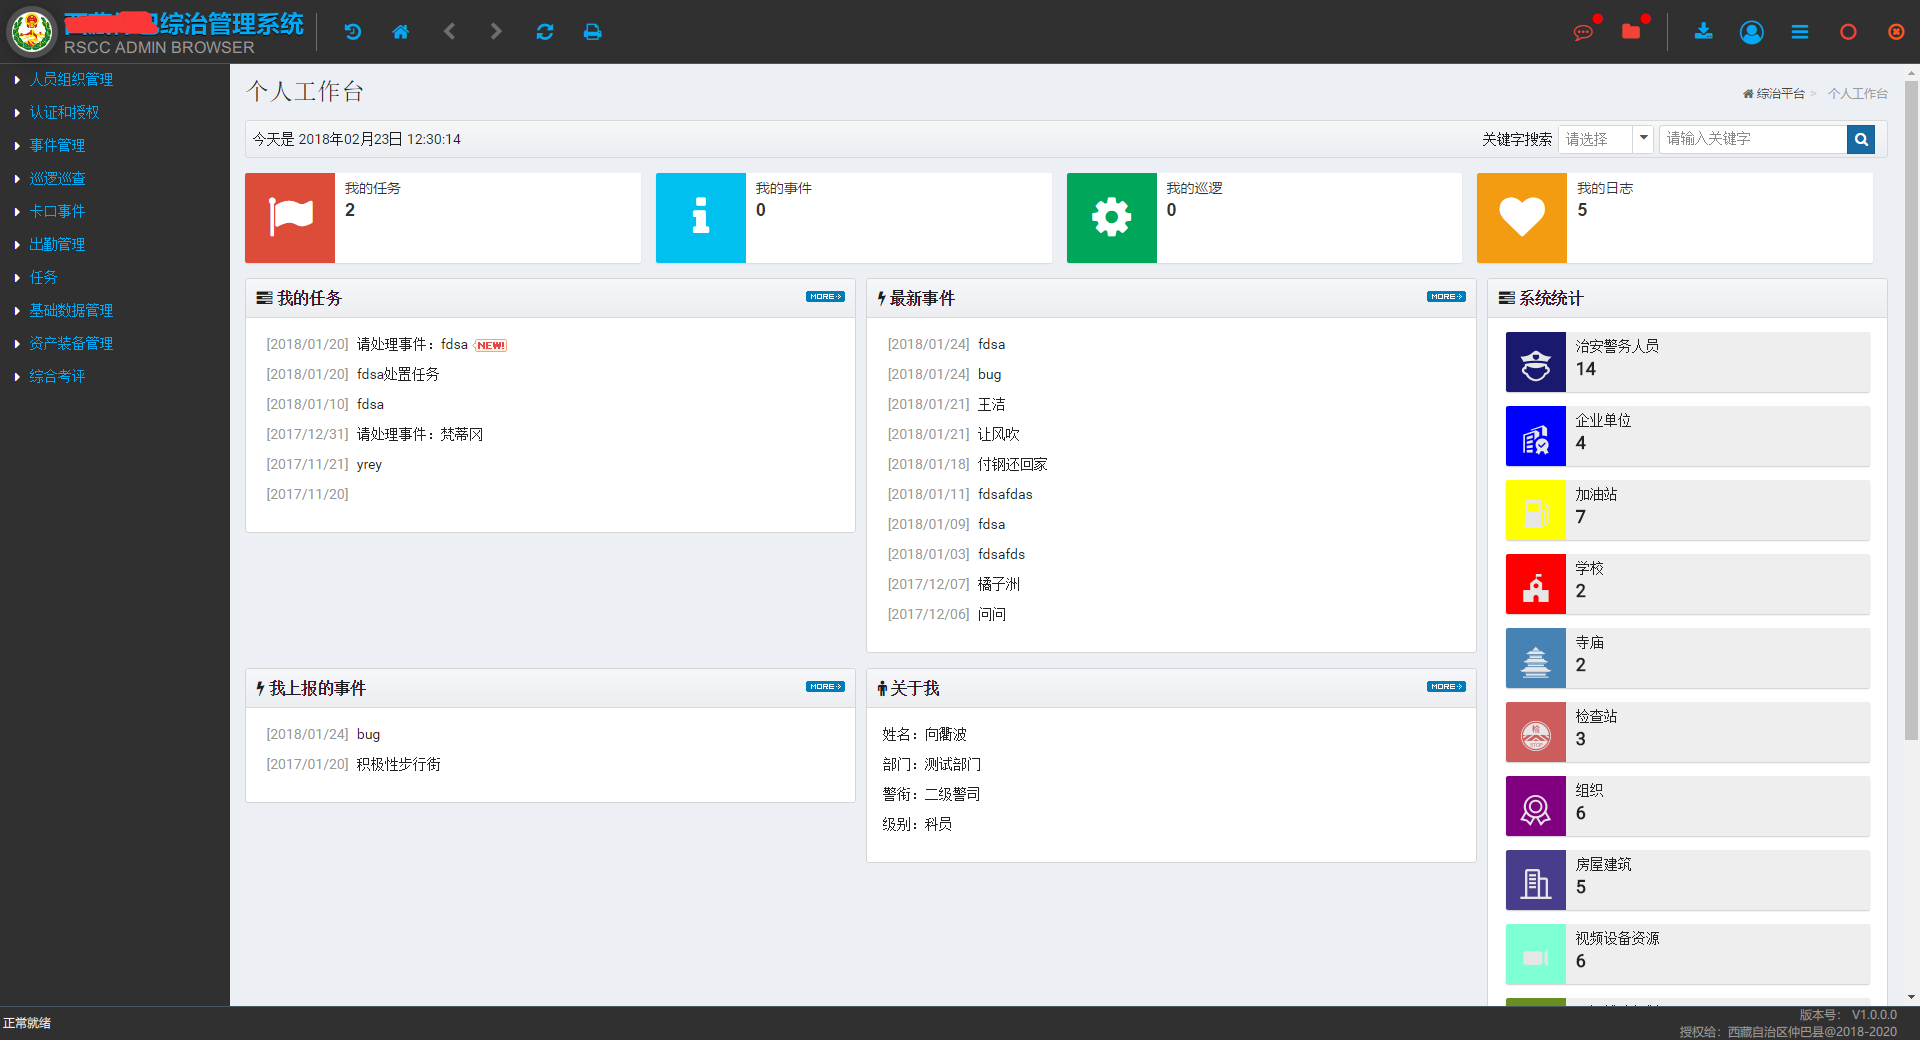 综治管理系统
RSCC ADMIN BROWSER
人员组织管理
认证和授权
事件管理
巡逻巡查
卡口事件
出勤管理
任务
基础数据管理
资产装备管理
综合考评
个人工作台
综治平台 > 个人工作台
今天是 2018年02月23日 12:30:14
关键字搜索 请选择 请输入关键字
我的任务
2
我的事件
0
我的巡逻
0
我的日志
5
我的任务 MORE
[2018/01/20] 请处理事件：fdsa NEW!
[2018/01/20] fdsa处置任务
[2018/01/10] fdsa
[2017/12/31] 请处理事件：梵蒂冈
[2017/11/21] yrey
[2017/11/20]
最新事件 MORE
[2018/01/24] fdsa
[2018/01/24] bug
[2018/01/21] 王洁
[2018/01/21] 让风吹
[2018/01/18] 付钢还回家
[2018/01/11] fdsafdas
[2018/01/09] fdsa
[2018/01/03] fdsafds
[2017/12/07] 橘子洲
[2017/12/06] 问问
我上报的事件 MORE
[2018/01/24] bug
[2017/01/20] 积极性步行街
关于我 MORE
姓名：向衢波
部门：测试部门
警衔：二级警司
级别：科员
系统统计
治安警务人员
14
企业单位
4
加油站
7
学校
2
寺庙
2
检查站
3
组织
6
房屋建筑
5
视频设备资源
6
正常就绪
版本号： V1.0.0.0
授权给：西藏自治区仲巴县@2018-2020